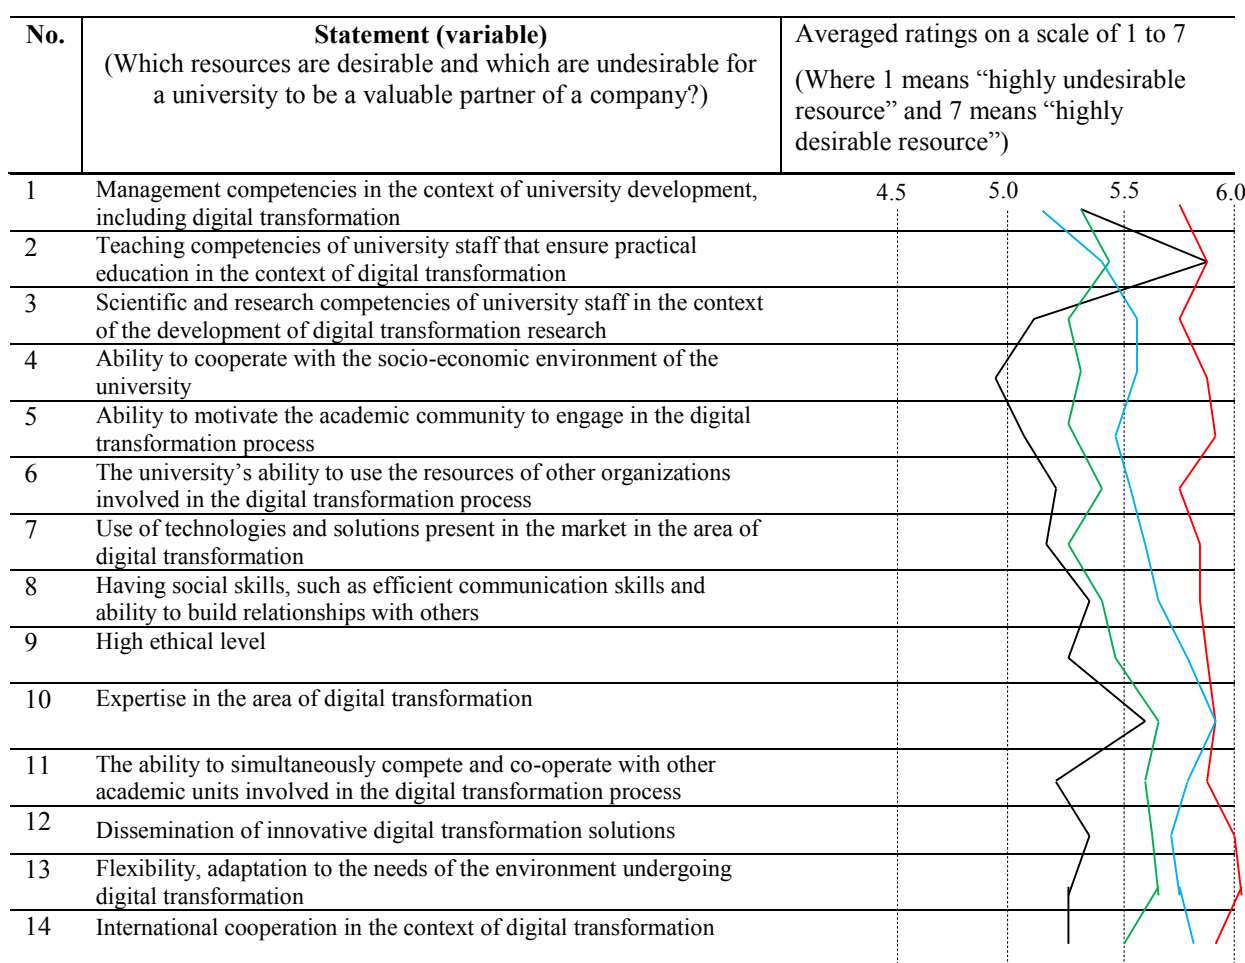 No.
Statement (variable)
(Which resources are desirable and which are undesirable for
a university to be a valuable partner of a company?)
Averaged ratings on a scale of 1 to 7
(Where 1 means “highly undesirable
resource” and 7 means “highly
desirable resource”)
1
Management competencies in the context of university development,
including digital transformation
4.5 5.0 5.5 6.0
2
Teaching competencies of university staff that ensure practical
education in the context of digital transformation
3
Scientific and research competencies of university staff in the context
of the development of digital transformation research
4
Ability to cooperate with the socio-economic environment of the
university
5
Ability to motivate the academic community to engage in the digital
transformation process
6
The university’s ability to use the resources of other organizations
involved in the digital transformation process
7
Use of technologies and solutions present in the market in the area of
digital transformation
8
Having social skills, such as efficient communication skills and
ability to build relationships with others
9
High ethical level
10
Expertise in the area of digital transformation
11
The ability to simultaneously compete and co-operate with other
academic units involved in the digital transformation process
12
Dissemination of innovative digital transformation solutions
13
Flexibility, adaptation to the needs of the environment undergoing
digital transformation
14
International cooperation in the context of digital transformation